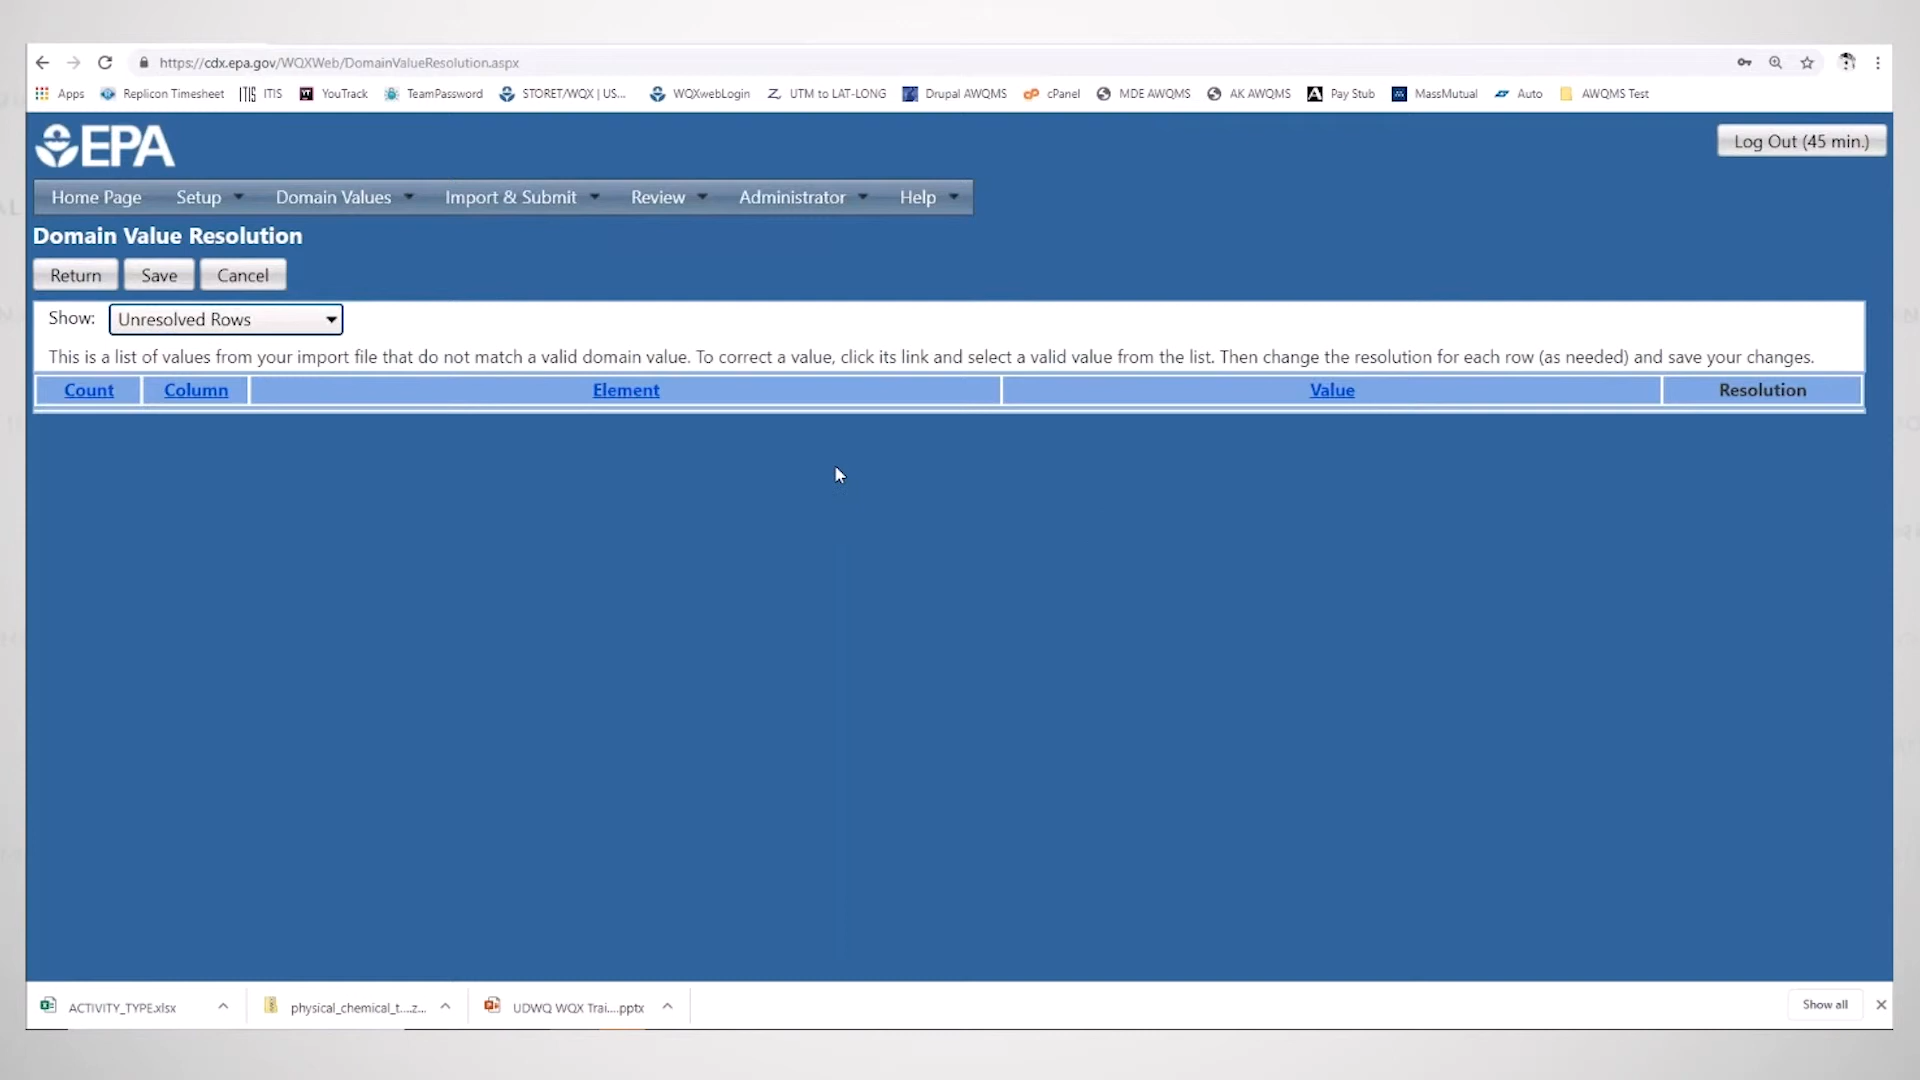 https://cdx.epa.gov/WQXWeb/DomainValueResolution.aspx
Apps Replicon Timesheet ITIS YouTrack TeamPassword STORET/WQX | US... WQXwebLogin UTM to LAT-LONG Drupal AWQMS cPanel MDE AWQMS AK AWQMS Pay Stub MassMutual Auto AWQMS Test
EPA
Log Out (45 min.)
Home Page Setup Domain Values Import & Submit Review Administrator Help
Domain Value Resolution
Return Save Cancel
Show: Unresolved Rows
This is a list of values from your import file that do not match a valid domain value. To correct a value, click its link and select a valid value from the list. Then change the resolution for each row (as needed) and save your changes.
Count Column Element Value Resolution
ACTIVITY_TYPE.xlsx physical_chemical_t....z... UDWQ WQX Trai....pptx Show all